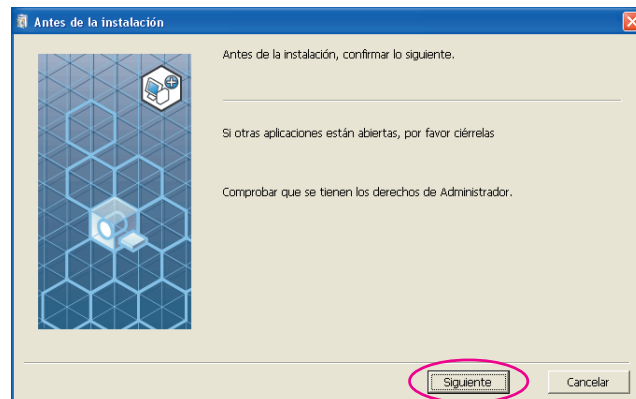 Antes de la instalación
Antes de la instalación, confirmar lo siguiente.
Si otras aplicaciones están abiertas, por favor ciérrelas
Comprobar que se tienen los derechos de Administrador.
Siguiente
Cancelar